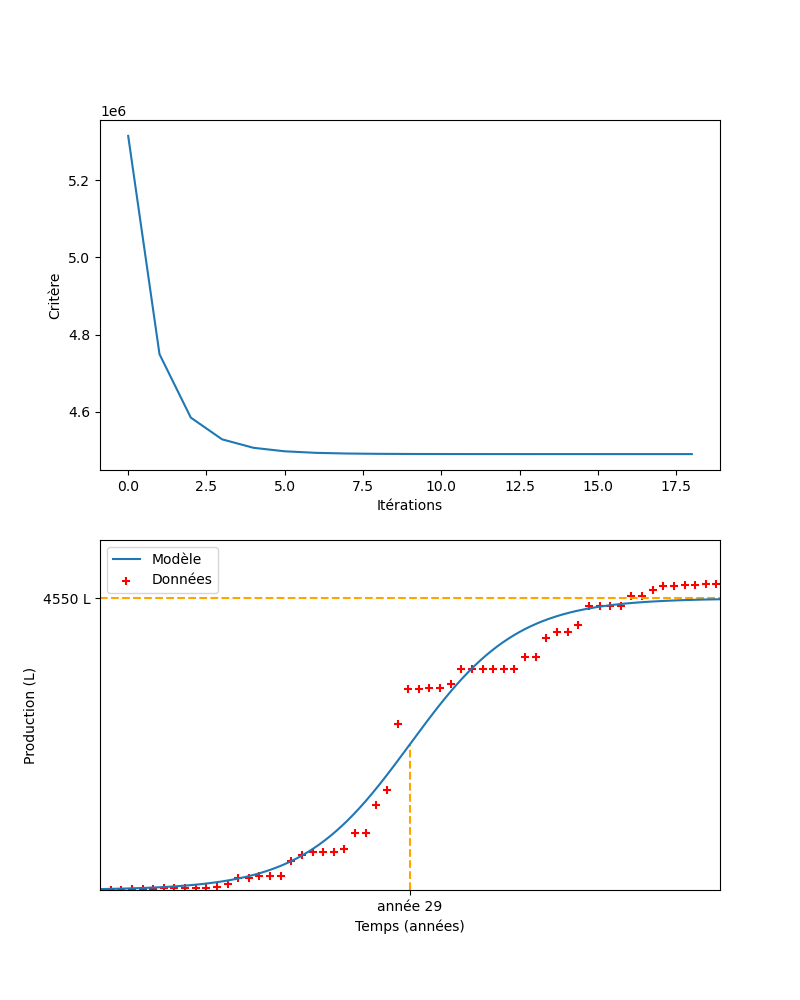 1e6
5.2
5.0
4.8
4.6
Critère
0.0 2.5 5.0 7.5 10.0 12.5 15.0 17.5
Itérations
Modèle
Données
4550 L
Production (L)
année 29
Temps (années)